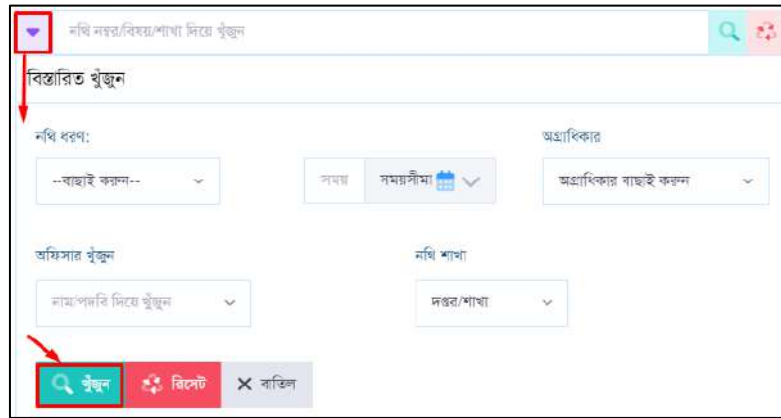 নথি নম্বর/বিষয়/শাখা দিয়ে খুঁজুন
বিস্তারিত খুঁজুন
নথি ধরণ:
অগ্রাধিকার
--বাছাই করুন--
সময়
সময়সীমা
অগ্রাধিকার বাছাই করুন
অফিসার খুঁজুন
নথি শাখা
নাম/পদবি দিয়ে খুঁজুন
দপ্তর/শাখা
খুঁজুন
রিসেট
বাতিল